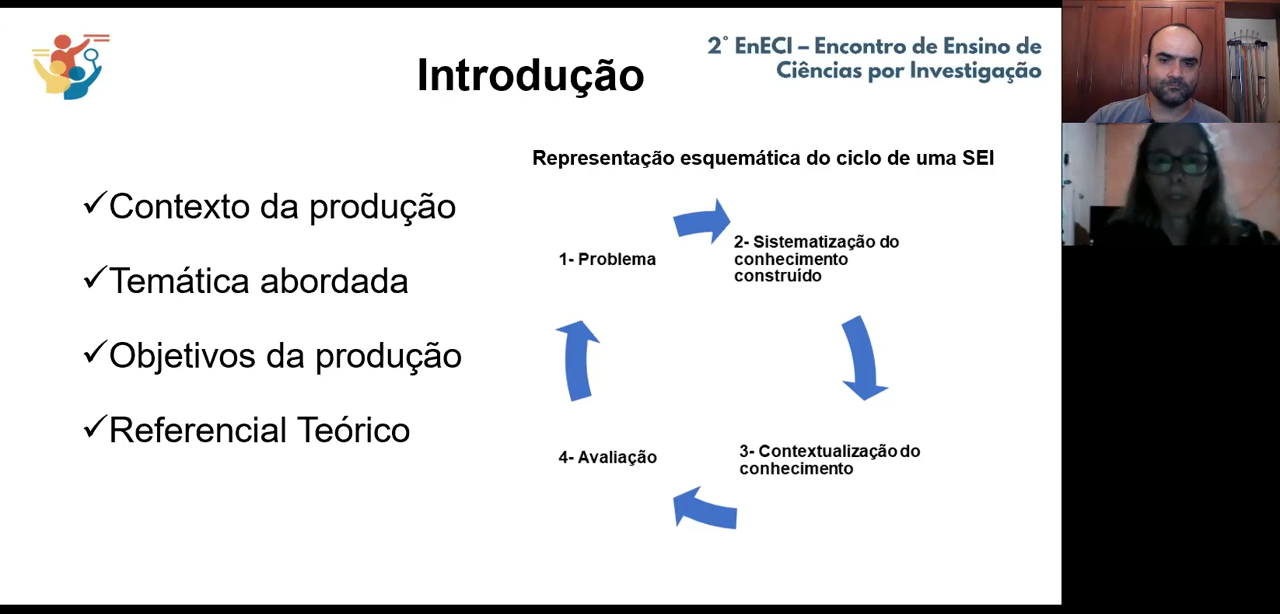 2° EnECI – Encontro de Ensino de
Ciências por Investigação
Introdução
Representação esquemática do ciclo de uma SEI
✓Contexto da produção
✓Temática abordada
✓Objetivos da produção
✓Referencial Teórico
1- Problema
2- Sistematização do
conhecimento
construído
3- Contextualização do
conhecimento
4- Avaliação